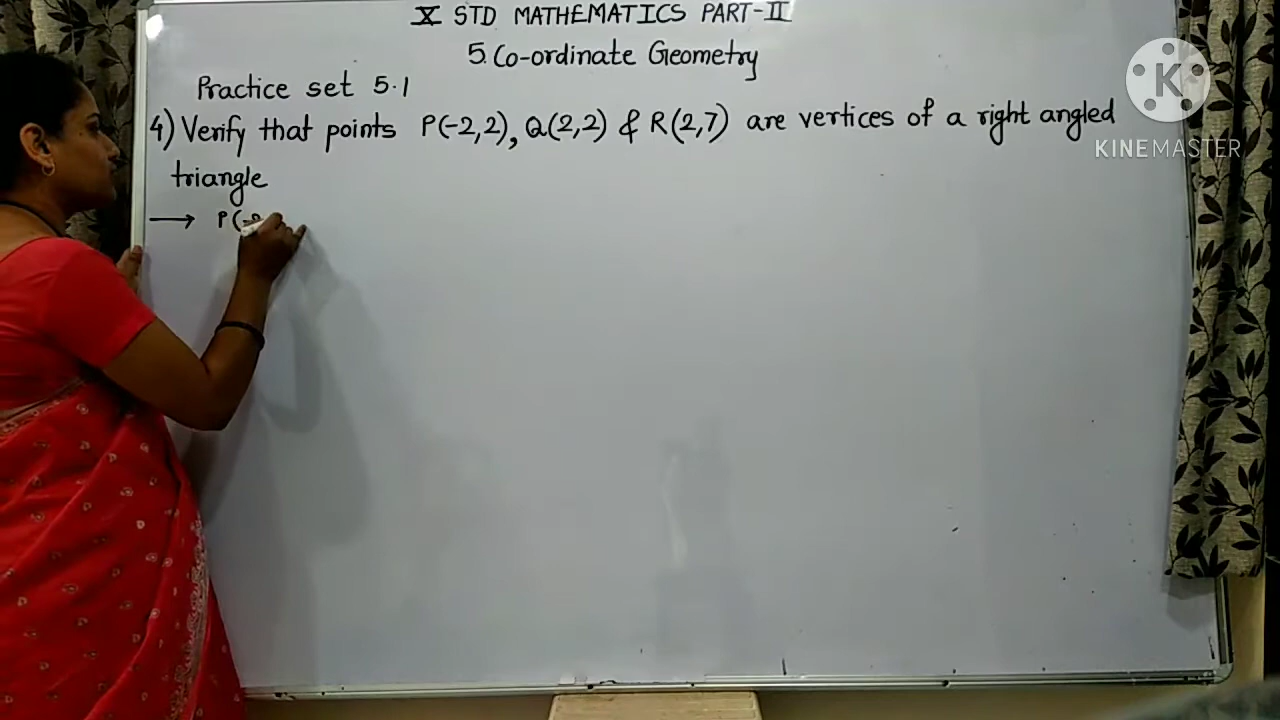 X STD MATHEMATICS PART-II
5. Co-ordinate Geometry
Practice set 5.1
4) Verify that points P(-2,2), Q(2,2) & R(2,7) are vertices of a right angled
triangle
→ P(-2
K
KINEMASTER